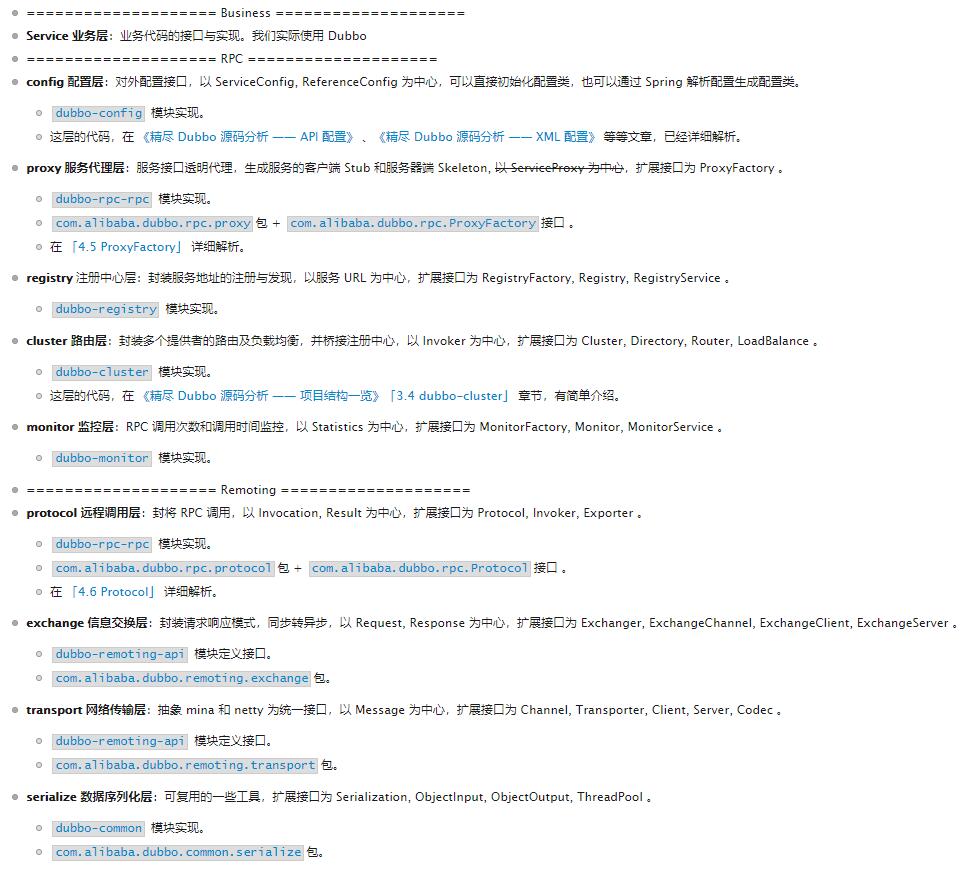 ==================== Business ====================
Service 业务层：业务代码的接口与实现。我们实际使用 Dubbo
==================== RPC ====================
config 配置层：对外配置接口，以 ServiceConfig, ReferenceConfig 为中心，可以直接初始化配置类，也可以通过 Spring 解析配置生成配置类。
dubbo-config 模块实现。
这层的代码，在 《精尽 Dubbo 源码分析 —— API 配置》 、《精尽 Dubbo 源码分析 —— XML 配置》 等等文章，已经详细解析。
proxy 服务代理层：服务接口透明代理，生成服务的客户端 Stub 和服务器端 Skeleton, 以 ServiceProxy 为中心，扩展接口为 ProxyFactory 。
dubbo-rpc-rpc 模块实现。
com.alibaba.dubbo.rpc.proxy 包 + com.alibaba.dubbo.rpc.ProxyFactory 接口 。
在 「4.5 ProxyFactory」 详细解析。
registry 注册中心层：封装服务地址的注册与发现，以服务 URL 为中心，扩展接口为 RegistryFactory, Registry, RegistryService 。
dubbo-registry 模块实现。
cluster 路由层：封装多个提供者的路由及负载均衡，并桥接注册中心，以 Invoker 为中心，扩展接口为 Cluster, Directory, Router, LoadBalance 。
dubbo-cluster 模块实现。
这层的代码，在 《精尽 Dubbo 源码分析 —— 项目结构一览》「3.4 dubbo-cluster」 章节，有简单介绍。
monitor 监控层：RPC 调用次数和调用时间监控，以 Statistics 为中心，扩展接口为 MonitorFactory, Monitor, MonitorService 。
dubbo-monitor 模块实现。
==================== Remoting ====================
protocol 远程调用层：封将 RPC 调用，以 Invocation, Result 为中心，扩展接口为 Protocol, Invoker, Exporter 。
dubbo-rpc-rpc 模块实现。
com.alibaba.dubbo.rpc.protocol 包 + com.alibaba.dubbo.rpc.Protocol 接口 。
在 「4.6 Protocol」 详细解析。
exchange 信息交换层：封装请求响应模式，同步转异步，以 Request, Response 为中心，扩展接口为 Exchanger, ExchangeChannel, ExchangeClient, ExchangeServer 。
dubbo-remoting-api 模块定义接口。
com.alibaba.dubbo.remoting.exchange 包。
transport 网络传输层：抽象 mina 和 netty 为统一接口，以 Message 为中心，扩展接口为 Channel, Transporter, Client, Server, Codec 。
dubbo-remoting-api 模块定义接口。
com.alibaba.dubbo.remoting.transport 包。
serialize 数据序列化层：可复用的一些工具，扩展接口为 Serialization, ObjectInput, ObjectOutput, ThreadPool 。
dubbo-common 模块实现。
com.alibaba.dubbo.common.serialize 包。